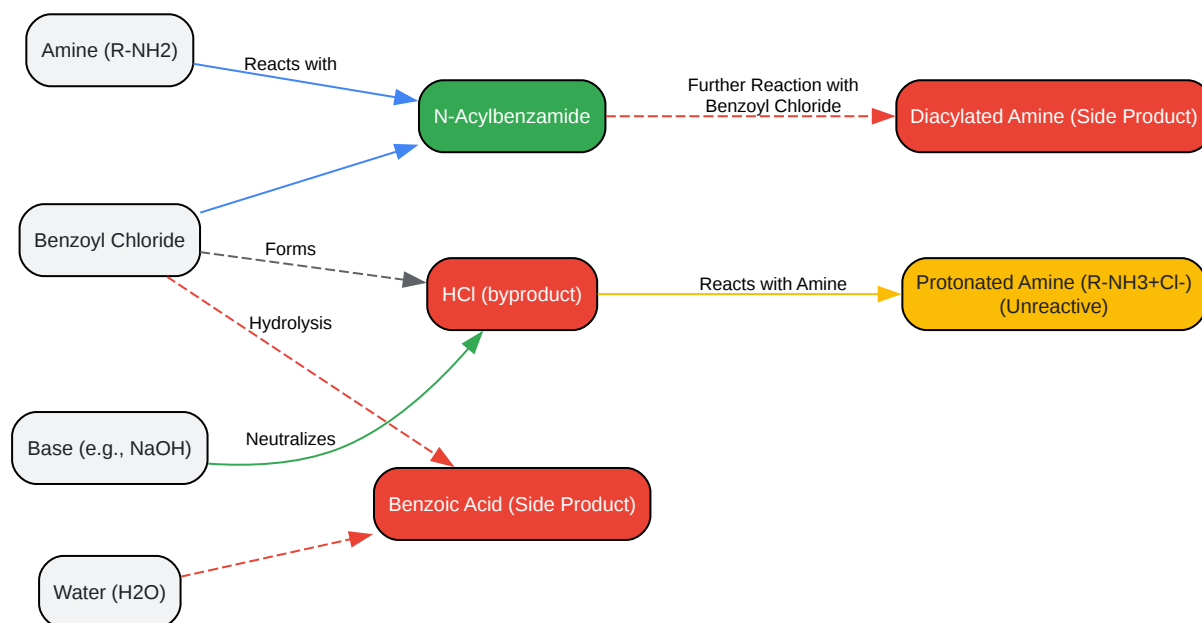 Amine (R-NH2)
Reacts with
N-Acylbenzamide
Further Reaction with
Benzoyl Chloride
Diacylated Amine (Side Product)
Benzoyl Chloride
Forms
HCl (byproduct)
Reacts with Amine
Protonated Amine (R-NH3+Cl-)
(Unreactive)
Hydrolysis
Base (e.g., NaOH)
Neutralizes
Benzoic Acid (Side Product)
Water (H2O)